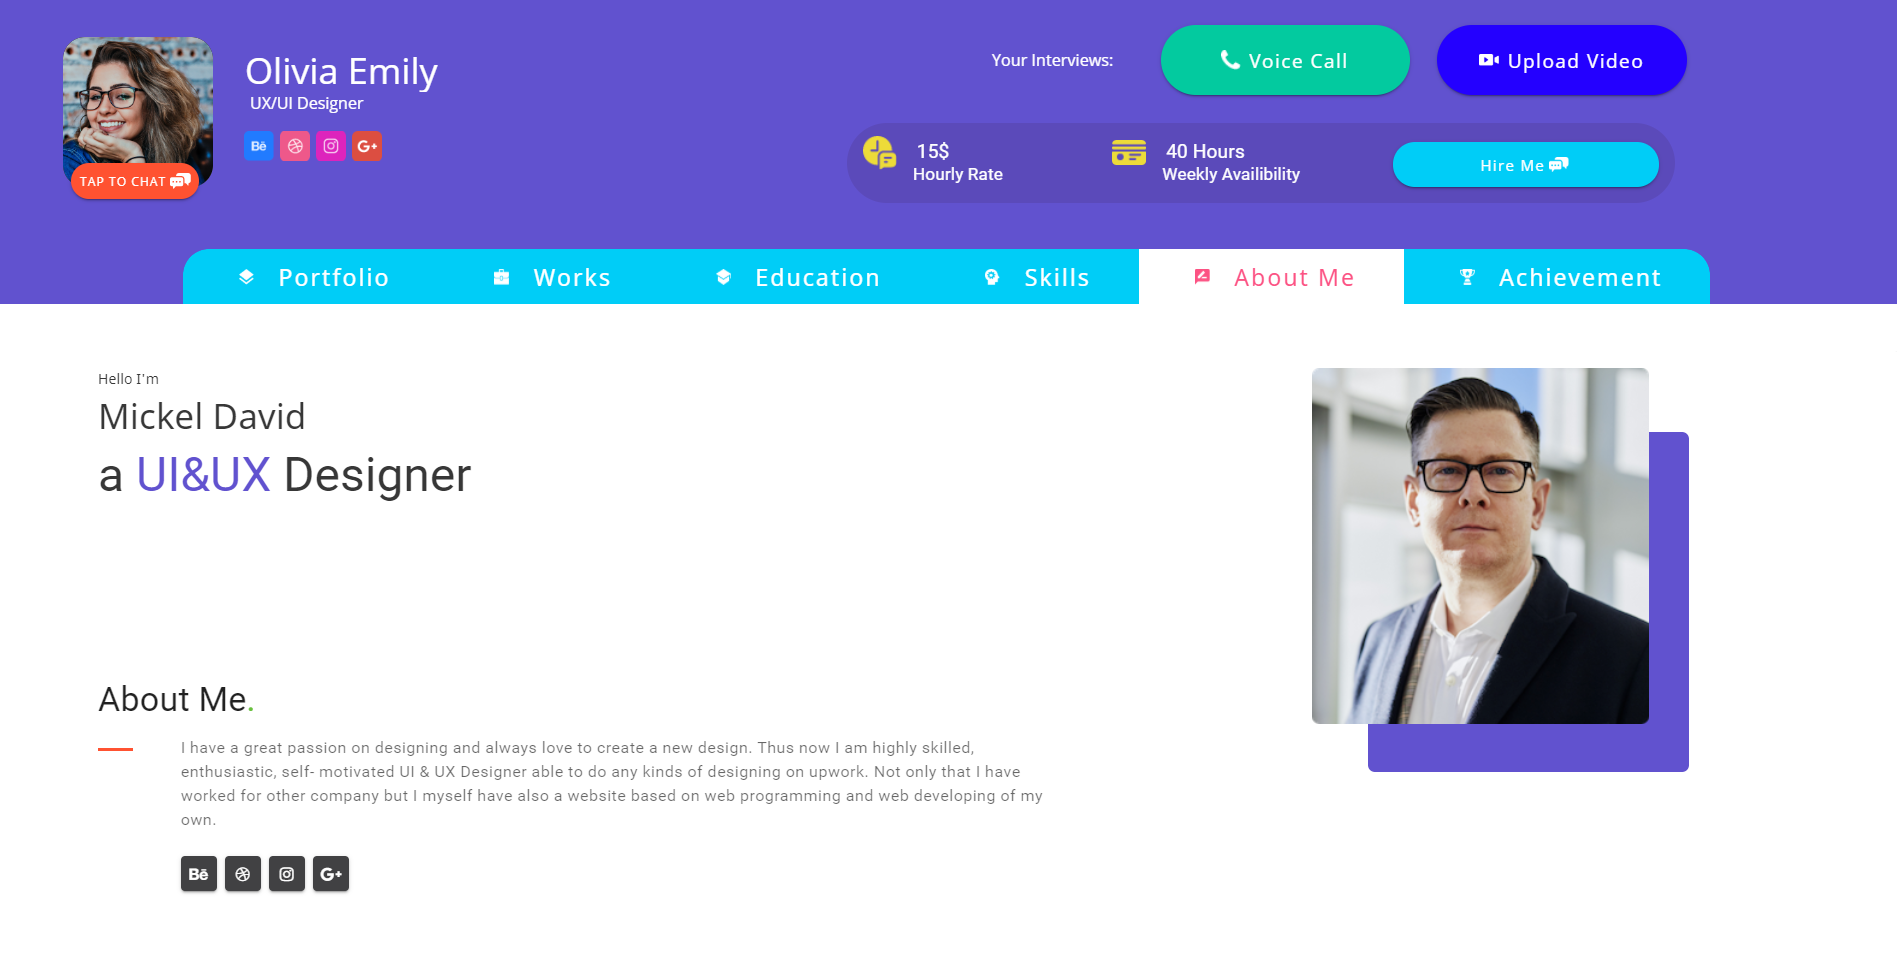 Olivia Emily
UX/UI Designer
Bē
G+
TAP TO CHAT
Your Interviews:
Voice Call
Upload Video
15$
Hourly Rate
40 Hours
Weekly Availibility
Hire Me
Portfolio
Works
Education
Skills
About Me
Achievement
Hello I'm
Mickel David
a UI&UX Designer
About Me.
I have a great passion on designing and always love to create a new design. Thus now I am highly skilled,
enthusiastic, self- motivated UI & UX Designer able to do any kinds of designing on upwork. Not only that I have
worked for other company but I myself have also a website based on web programming and web developing of my
own.
Bē
G+